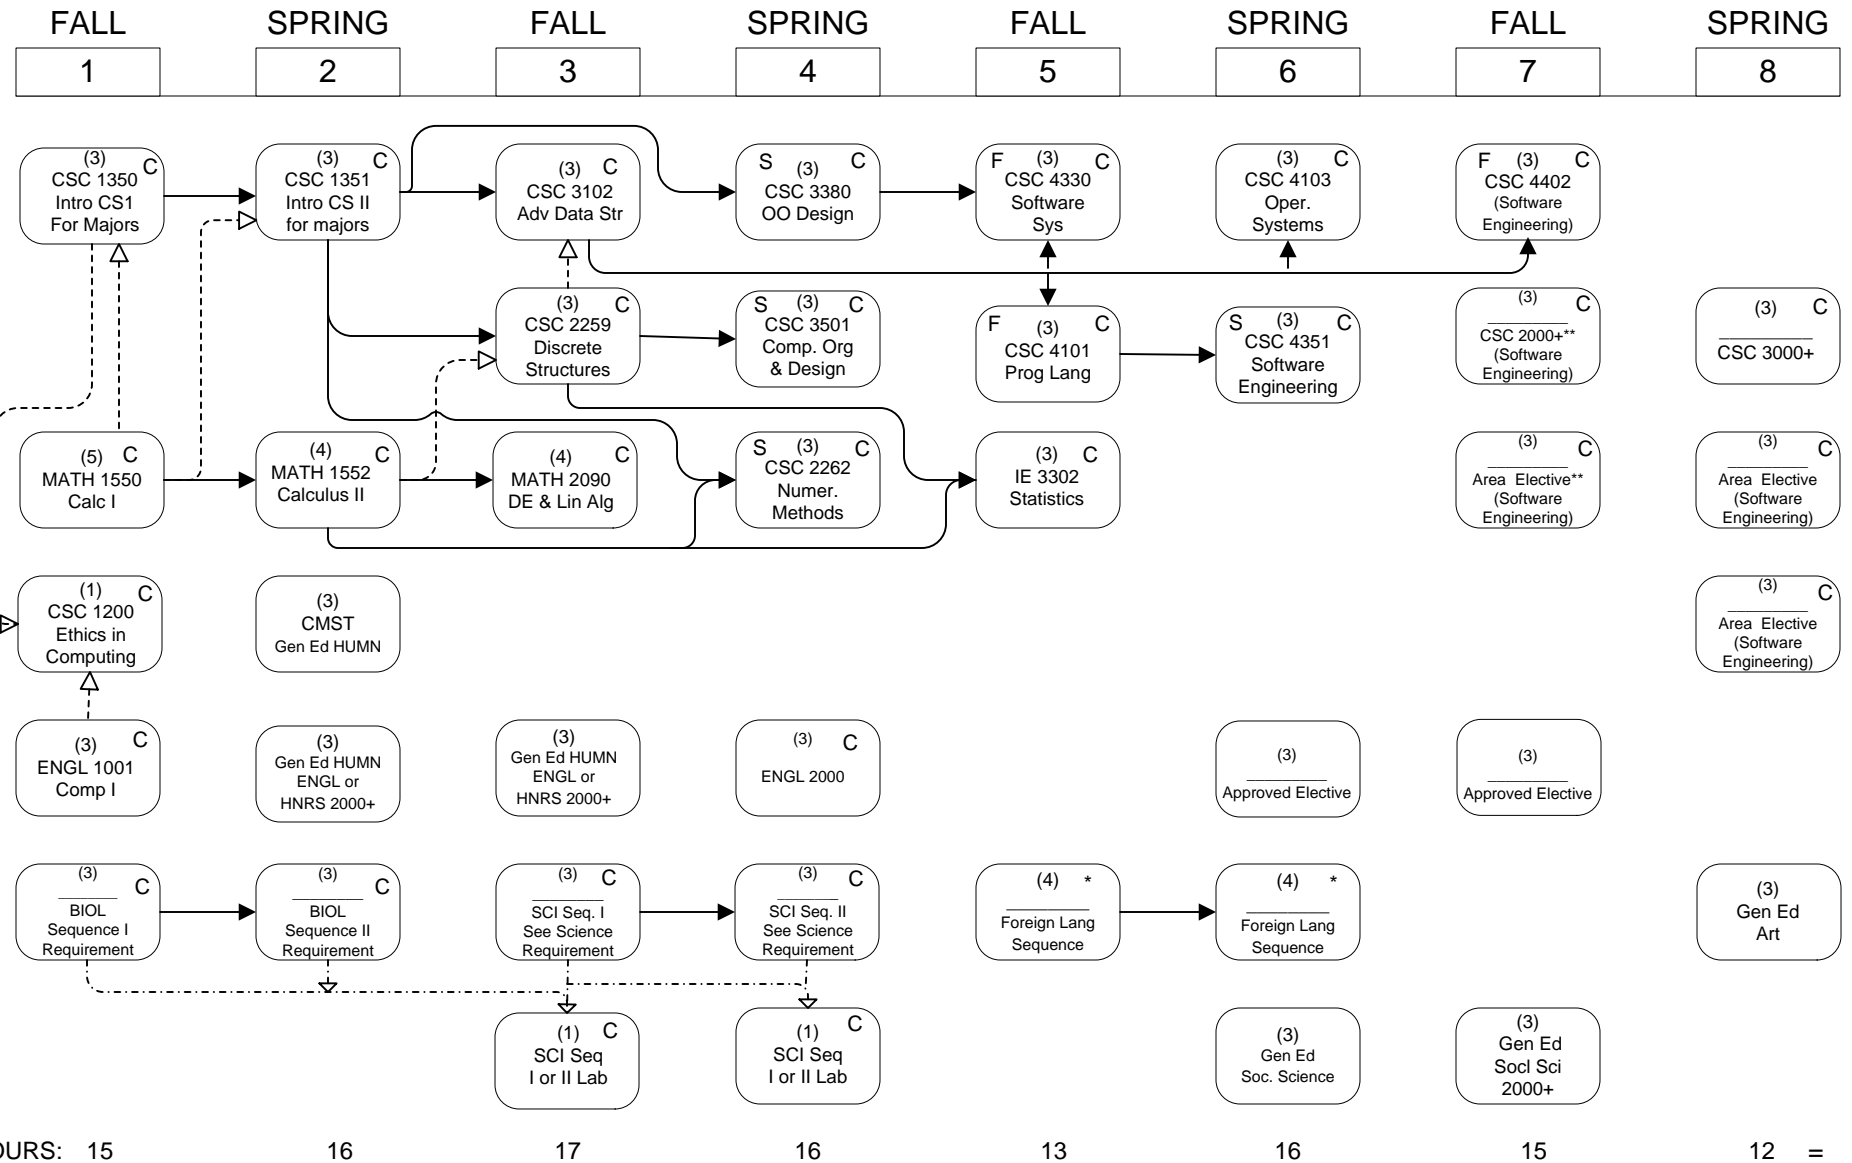 FALL SPRING FALL SPRING FALL SPRING FALL SPRING
1 2 3 4 5 6 7 8
(3) C
CSC 1350
Intro CS1
For Majors
(3) C
CSC 1351
Intro CS II
for majors
(3) C
CSC 3102
Adv Data Str
S (3) C
CSC 3380
OO Design
F (3) C
CSC 4330
Software
Sys
(3) C
CSC 4103
Oper.
Systems
F (3) C
CSC 4402
(Software
Engineering)
(3) C
CSC 2259
Discrete
Structures
S (3) C
CSC 3501
Comp. Org
& Design
F (3) C
CSC 4101
Prog Lang
S (3) C
CSC 4351
Software
Engineering
(3) C
CSC 2000+**
(Software
Engineering)
(3) C
CSC 3000+
(5) C
MATH 1550
Calc I
(4) C
MATH 1552
Calculus II
(4) C
MATH 2090
DE & Lin Alg
S (3) C
CSC 2262
Numer.
Methods
(3) C
IE 3302
Statistics
(3) C
Area Elective**
(Software
Engineering)
(3) C
Area Elective
(Software
Engineering)
(1) C
CSC 1200
Ethics in
Computing
(3)
CMST
Gen Ed HUMN
(3) C
Area Elective
(Software
Engineering)
(3) C
ENGL 1001
Comp I
(3)
Gen Ed HUMN
ENGL or
HNRS 2000+
(3)
Gen Ed HUMN
ENGL or
HNRS 2000+
(3) C
ENGL 2000
(3)
Approved Elective
(3)
Approved Elective
(3) C
BIOL
Sequence I
Requirement
(3) C
BIOL
Sequence II
Requirement
(3) C
SCI Seq. I
See Science
Requirement
(3) C
SCI Seq. II
See Science
Requirement
(4) *
Foreign Lang
Sequence
(4) *
Foreign Lang
Sequence
(3)
Gen Ed
Art
(1) C
SCI Seq
I or II Lab
(1) C
SCI Seq
I or II Lab
(3)
Gen Ed
Soc. Science
(3)
Gen Ed
Socl Sci
2000+
OURS: 15 16 17 16 13 16 15 12 =